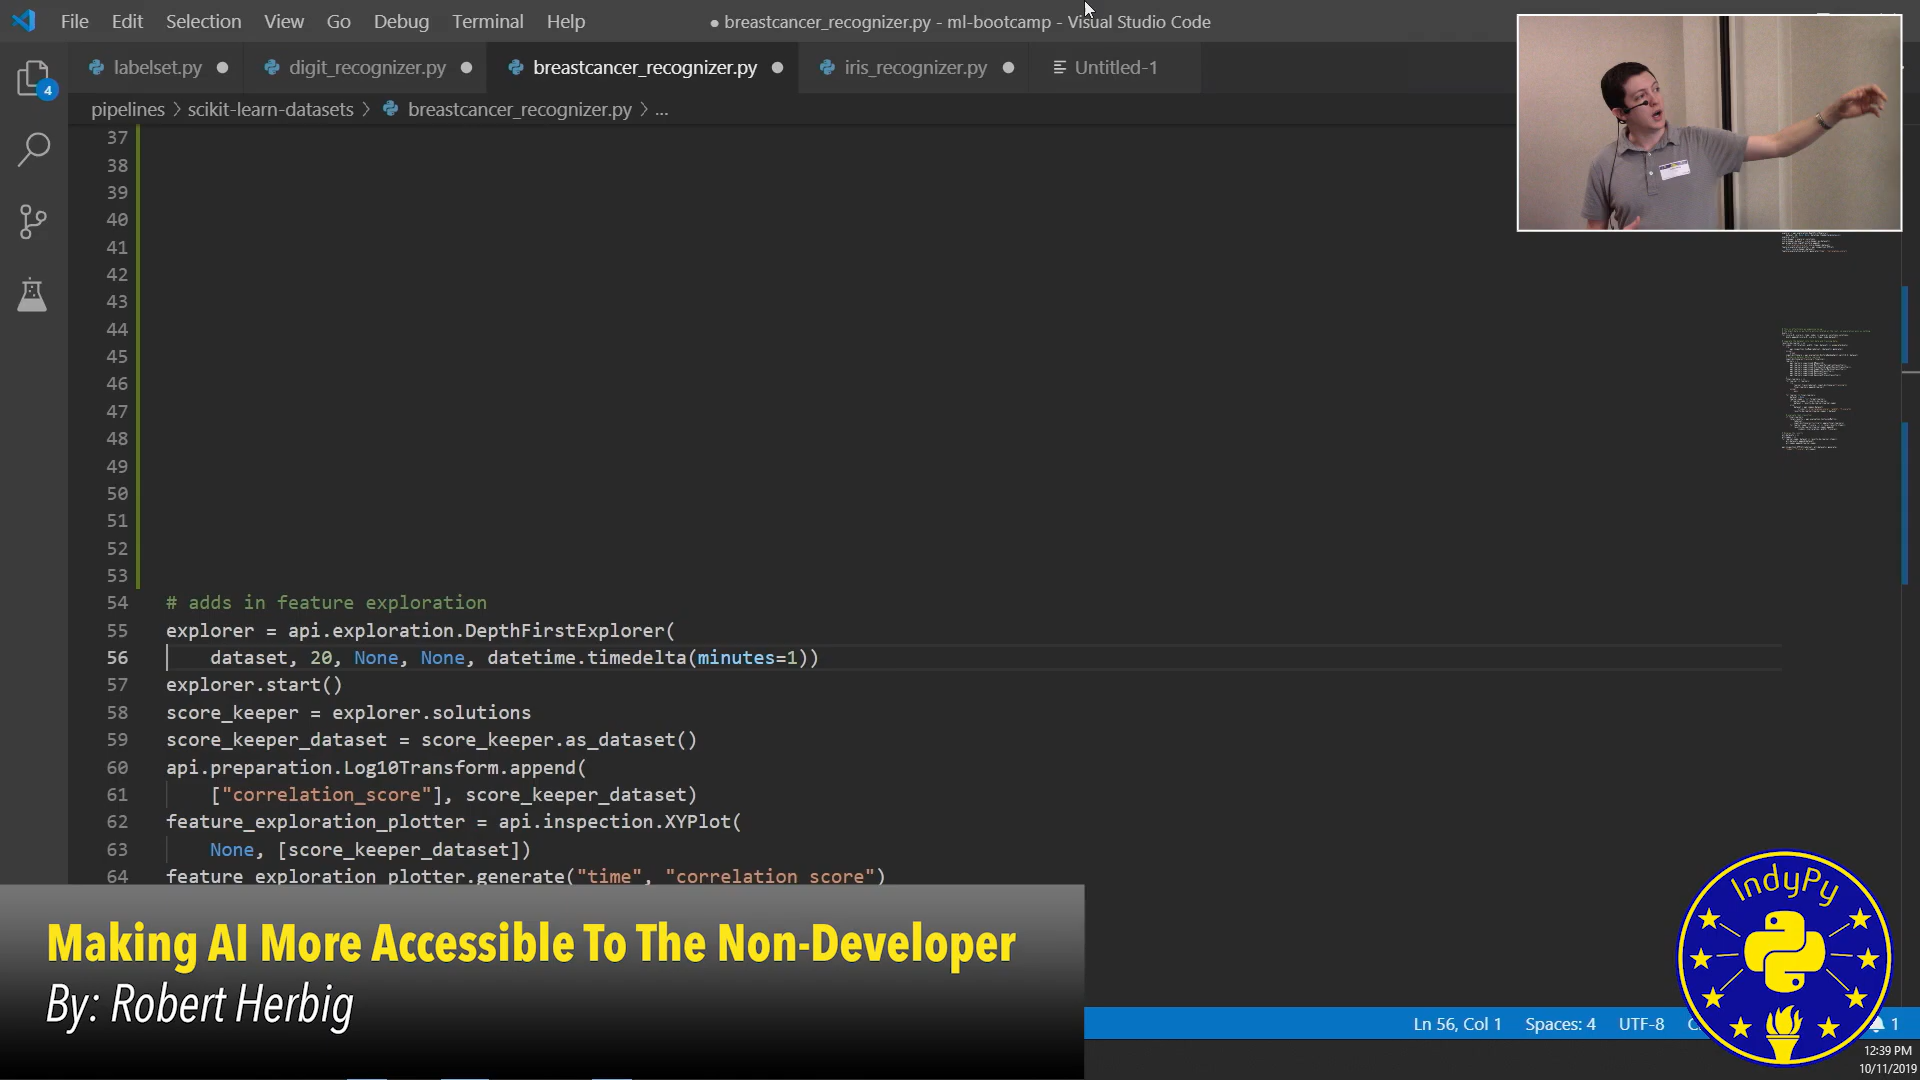 File Edit Selection View Go Debug Terminal Help
● breastcancer_recognizer.py - ml-bootcamp - Visual Studio Code
labelset.py
digit_recognizer.py
breastcancer_recognizer.py
iris_recognizer.py
Untitled-1
4
pipelines > scikit-learn-datasets > breastcancer_recognizer.py > ...
37
38
39
40
41
42
43
44
45
46
47
48
49
50
51
52
53
54 # adds in feature exploration
55 explorer = api.exploration.DepthFirstExplorer(
56     dataset, 20, None, None, datetime.timedelta(minutes=1))
57 explorer.start()
58 score_keeper = explorer.solutions
59 score_keeper_dataset = score_keeper.as_dataset()
60 api.preparation.Log10Transform.append(
61     ["correlation_score"], score_keeper_dataset)
62 feature_exploration_plotter = api.inspection.XYPlot(
63     None, [score_keeper_dataset])
64 feature_exploration_plotter.generate("time", "correlation_score")
Making AI More Accessible To The Non-Developer
By: Robert Herbig
IndyPy
Ln 56, Col 1 Spaces: 4 UTF-8
1
12:39 PM
10/11/2019